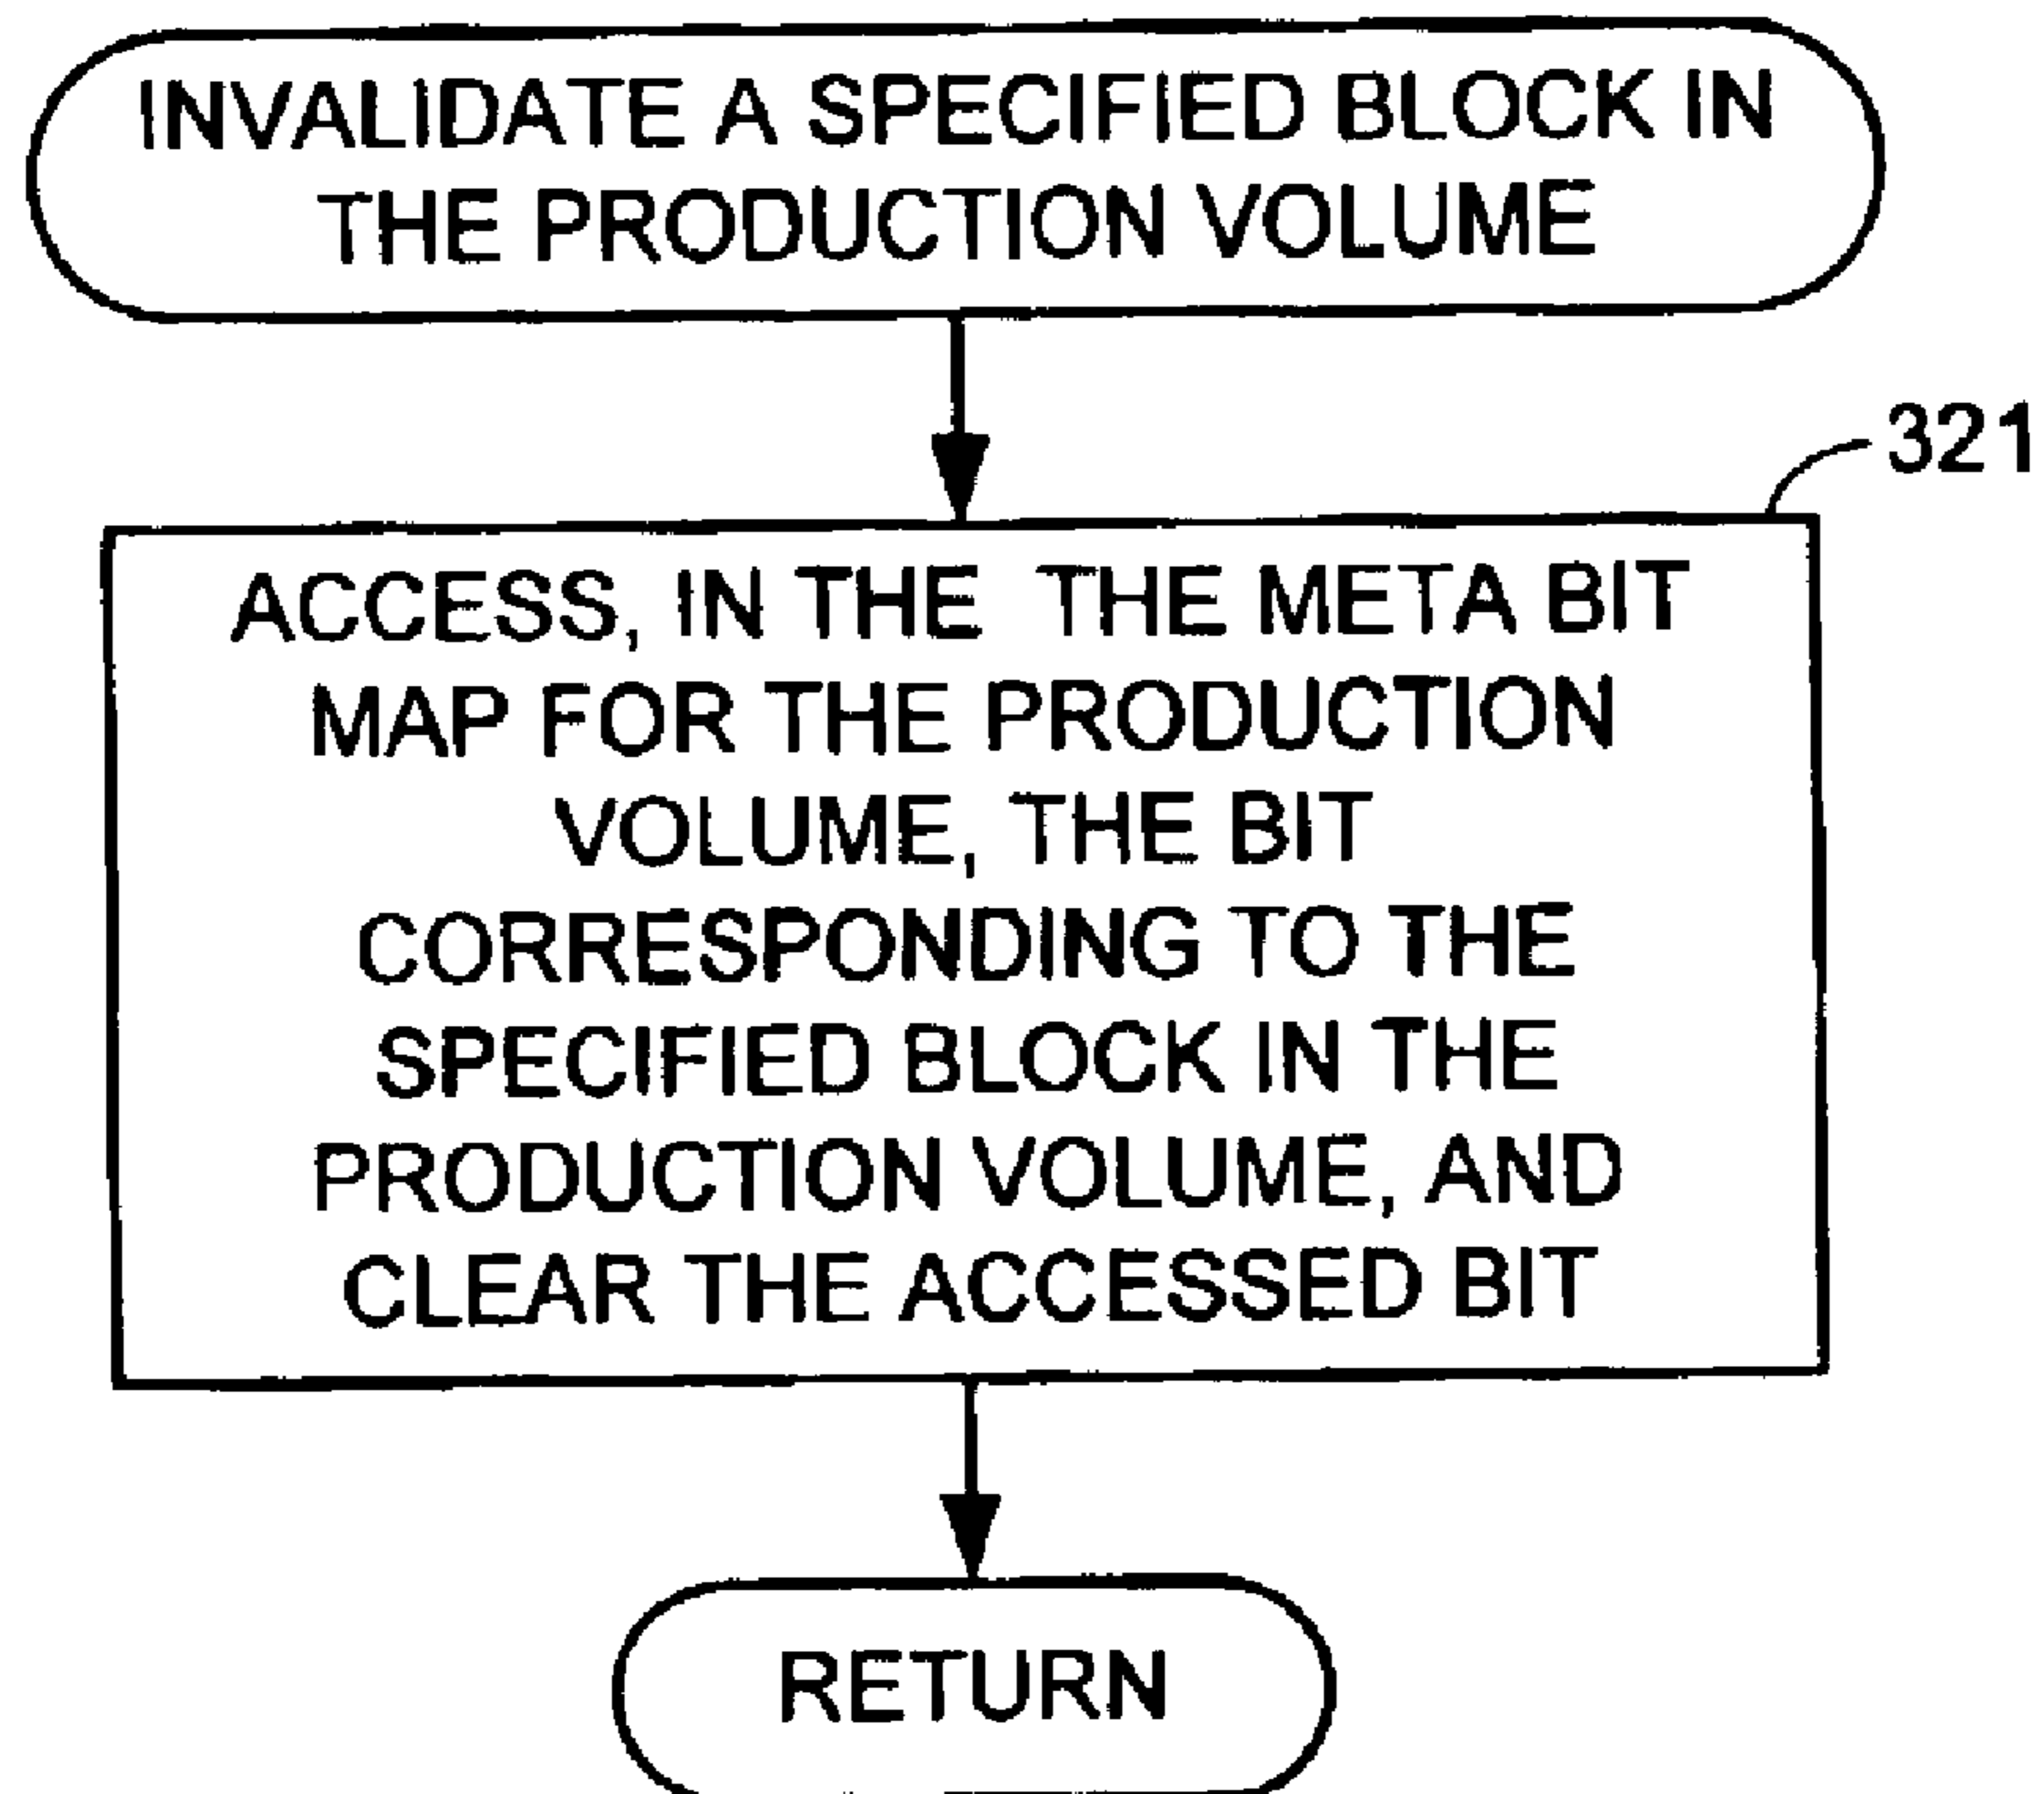 INVALIDATE A SPECIFIED BLOCK IN
THE PRODUCTION VOLUME
321
ACCESS, IN THE THE META BIT
MAP FOR THE PRODUCTION
VOLUME, THE BIT
CORRESPONDING TO THE
SPECIFIED BLOCK IN THE
PRODUCTION VOLUME, AND
CLEAR THE ACCESSED BIT
RETURN